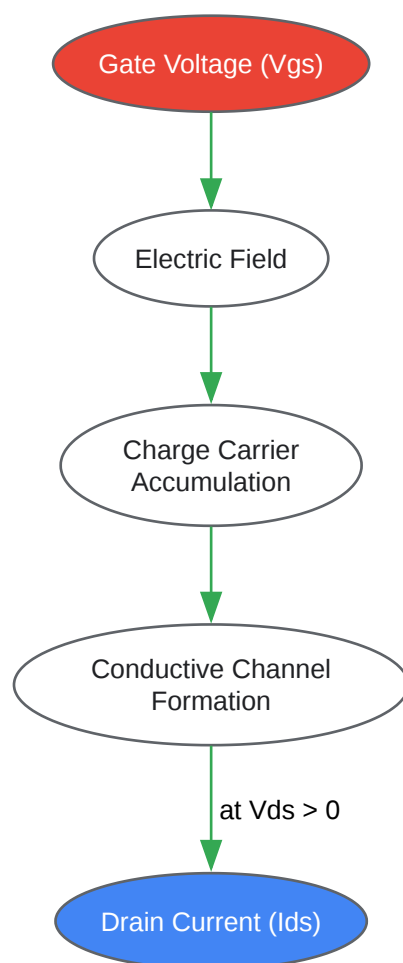 Gate Voltage (Vgs)
Electric Field
Charge Carrier
Accumulation
Conductive Channel
Formation
at Vds > 0
Drain Current (Ids)